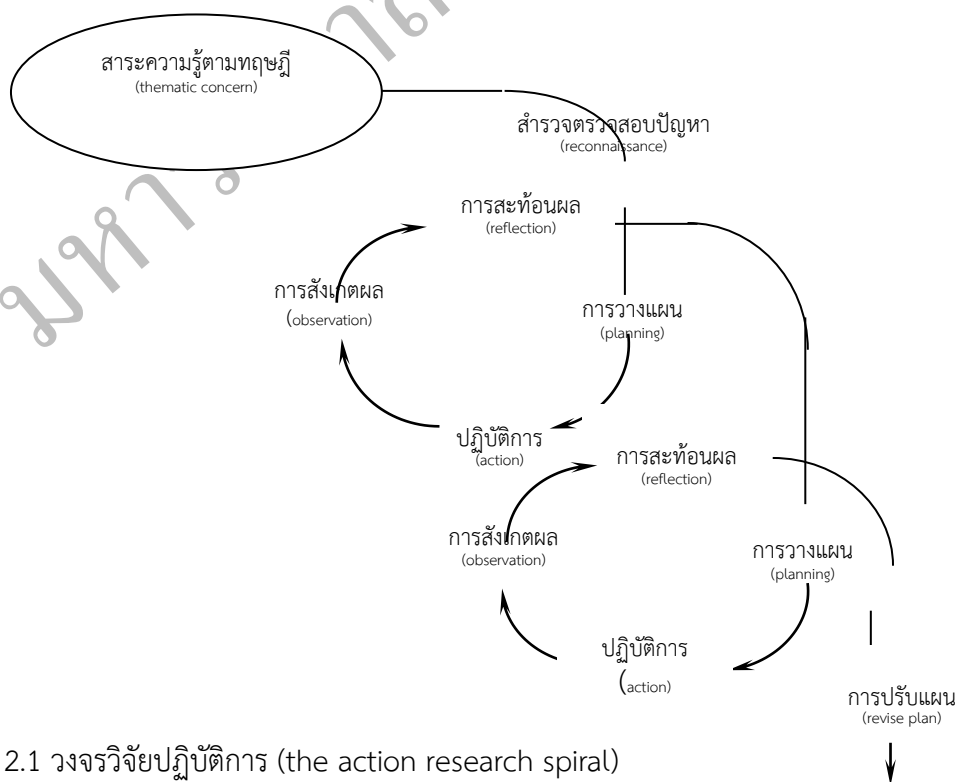 สาระความรู้ตามทฤษฎี
(thematic concern)
สำรวจตรวจสอบปัญหา
(reconnaissance)
การสะท้อนผล
(reflection)
การสังเกตผล
(observation)
การวางแผน
(planning)
ปฏิบัติการ
(action)
การสะท้อนผล
(reflection)
การสังเกตผล
(observation)
การวางแผน
(planning)
ปฏิบัติการ
(action)
การปรับแผน
(revise plan)
2.1 วงจรวิจัยปฏิบัติการ (the action research spiral)